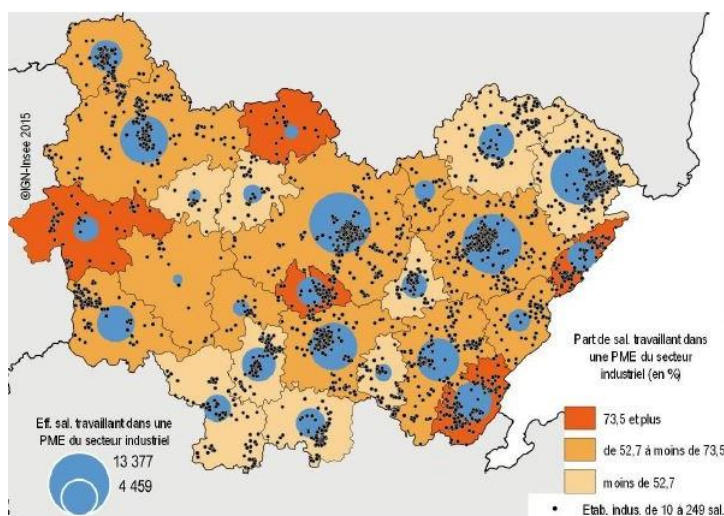 ©IGN-Insee 2015
Part de sal. travaillant dans
une PME du secteur
industriel (en %)
73,5 et plus
de 52,7 à moins de 73,5
moins de 52,7
Etab. indus. de 10 à 249 sal.
Eff. sal. travaillant dans une
PME du secteur industriel
13 377
4 459